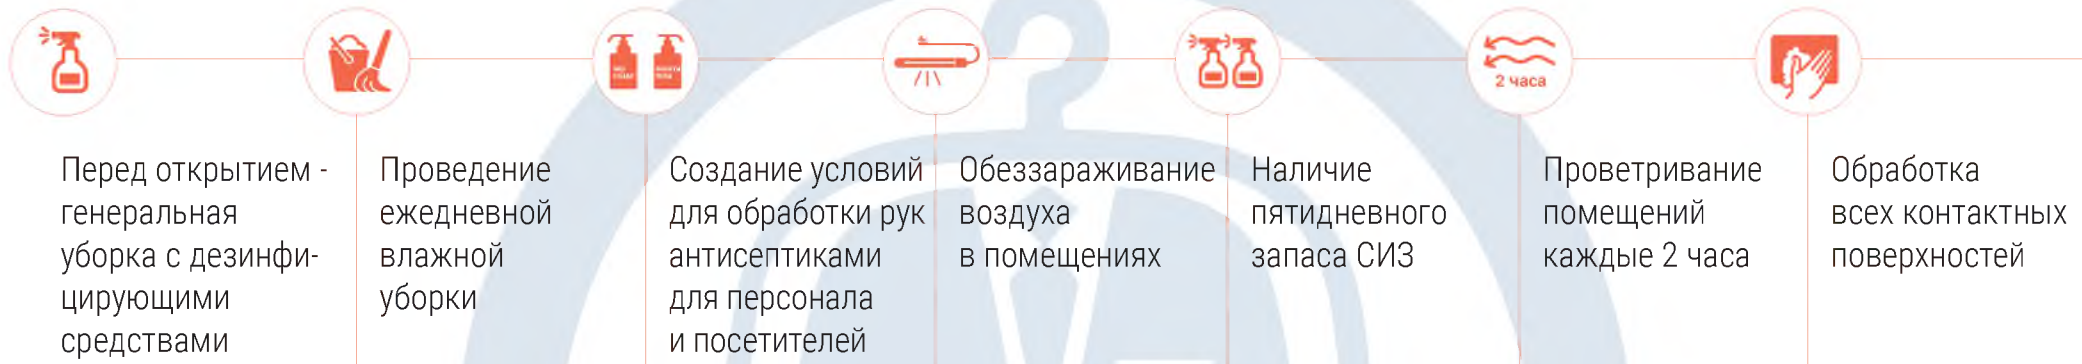 2 часа
Перед открытием -
генеральная
уборка с дезинфи-
цирующими
средствами
Проведение
ежедневной
влажной
уборки
Создание условий
для обработки рук
антисептиками
для персонала
и посетителей
Обеззараживание
воздуха
в помещениях
Наличие
пятидневного
запаса СИЗ
Проветривание
помещений
каждые 2 часа
Обработка
всех контактных
поверхностей